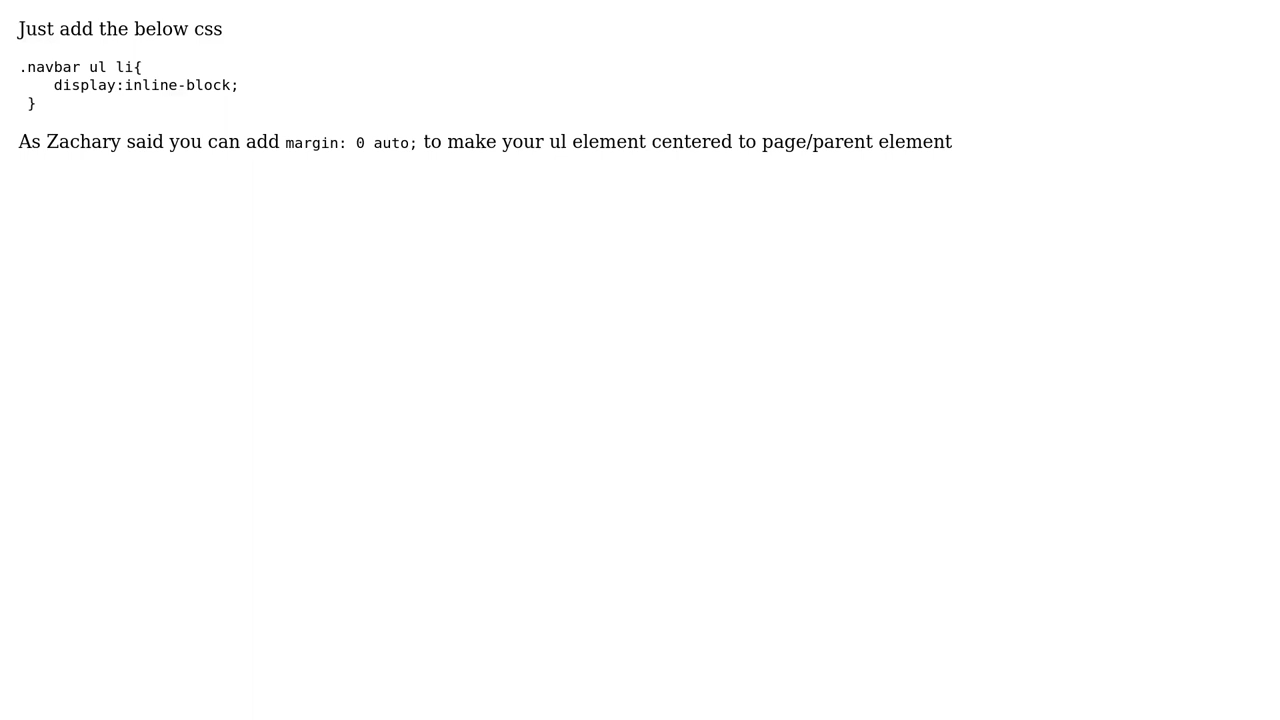 Just add the below css
.navbar ul li{
    display:inline-block;
 }
As Zachary said you can add margin: 0 auto; to make your ul element centered to page/parent element